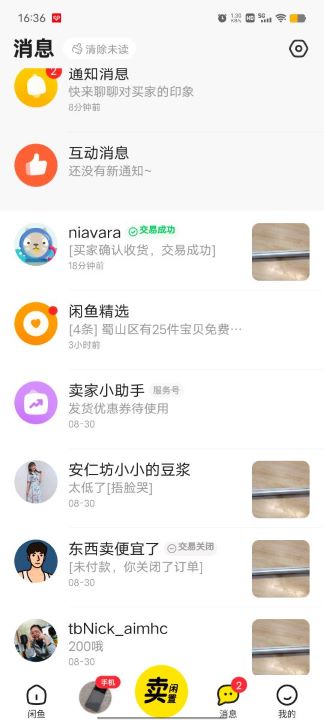 16:36
1.30 KB/s HD 5G
消息
清除未读
2
通知消息
快来聊聊对买家的印象
8分钟前
互动消息
还没有新通知~
niavara 交易成功
[买家确认收货，交易成功]
18分钟前
闲鱼精选
[4条] 蜀山区有25件宝贝免费…
3小时前
卖家小助手 服务号
发货优惠券待使用
08-30
安仁坊小小的豆浆
太低了[捂脸哭]
08-30
东西卖便宜了 交易关闭
[未付款，你关闭了订单]
08-30
tbNick_aimhc
200哦
08-30
手机
卖闲置
2
闲鱼
消息
我的